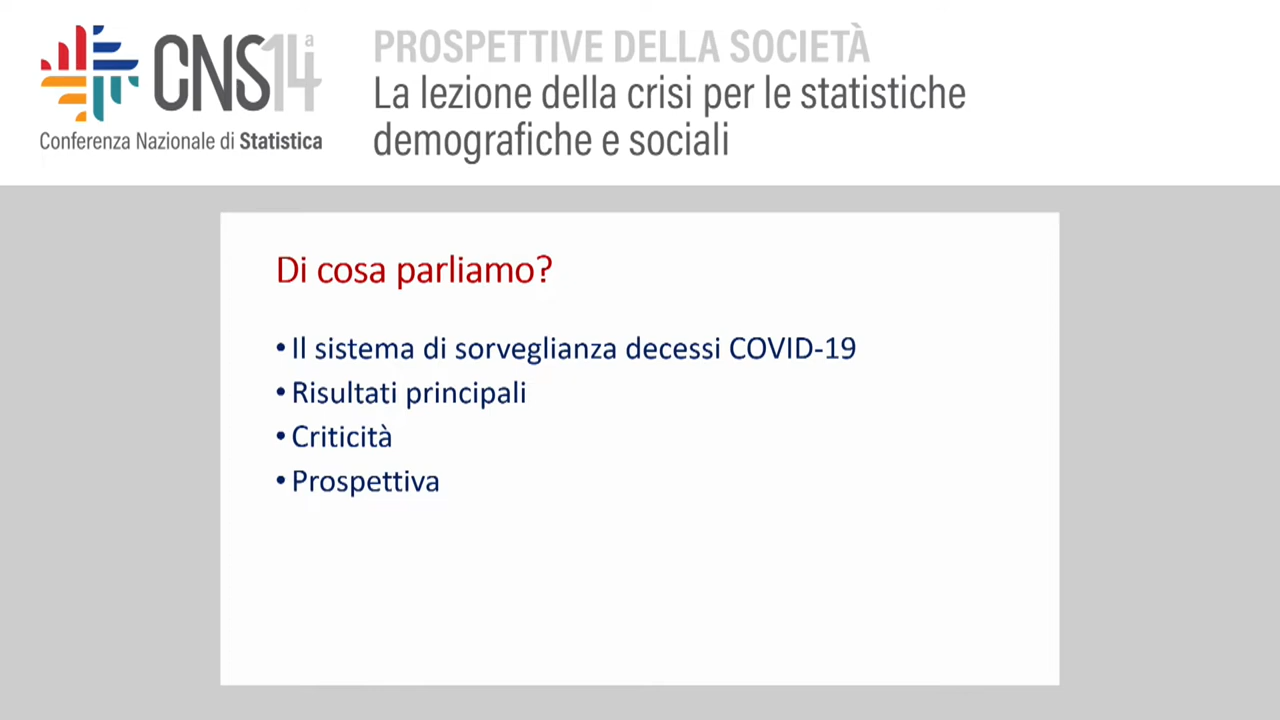 CNS14a
Conferenza Nazionale di Statistica
PROSPETTIVE DELLA SOCIETÀ
La lezione della crisi per le statistiche
demografiche e sociali
Di cosa parliamo?
• Il sistema di sorveglianza decessi COVID-19
• Risultati principali
• Criticità
• Prospettiva